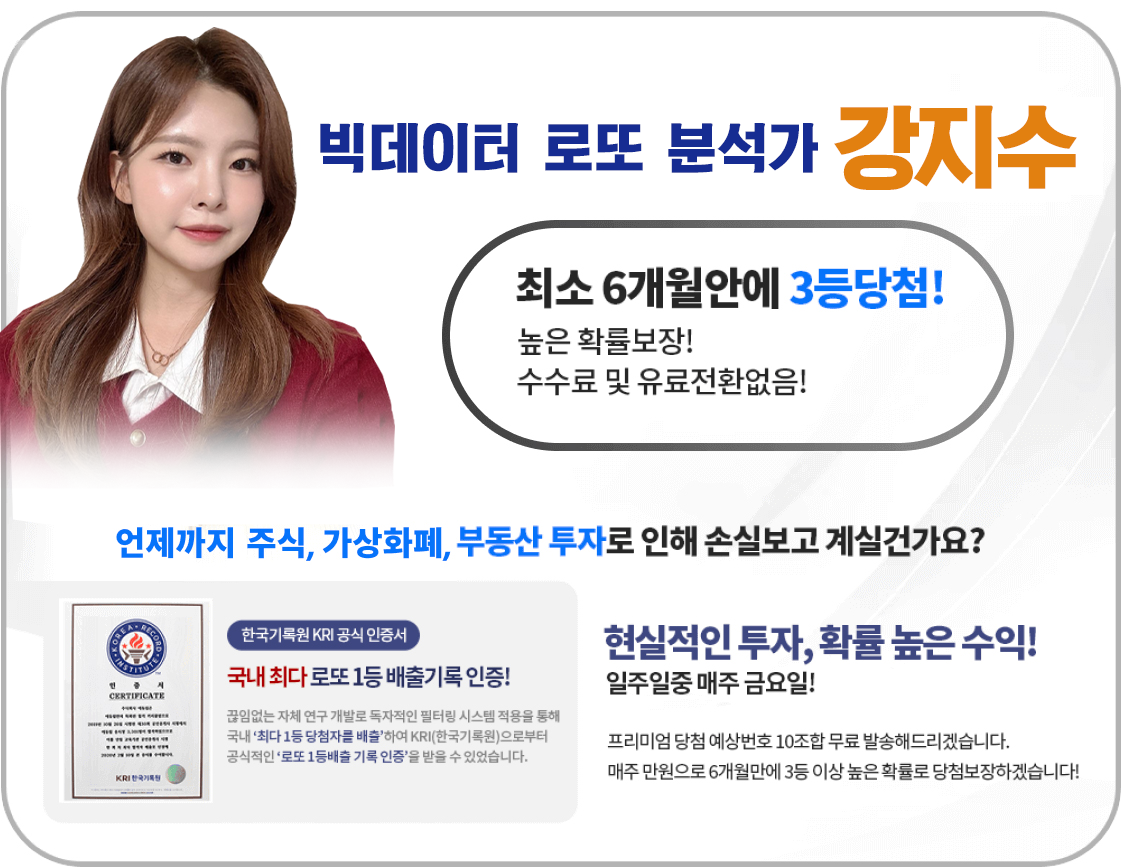 빅데이터 로또 분석가 강지수
최소 6개월안에 3등당첨!
높은 확률보장!
수수료 및 유료전환없음!
언제까지 주식, 가상화폐, 부동산 투자로 인해 손실보고 계실건가요?
한국기록원 KRI 공식 인증서
국내 최다 로또 1등 배출기록 인증!
끊임없는 자체 연구 개발로 독자적인 필터링 시스템 적용을 통해
국내 ‘최다 1등 당첨자를 배출’하여 KRI(한국기록원)으로부터
공식적인 ‘로또 1등배출 기록 인증’을 받을 수 있었습니다.
KOREA RECORD INSTITUTE
인 증 서
CERTIFICATE
KRI 한국기록원
현실적인 투자, 확률 높은 수익!
일주일중 매주 금요일!
프리미엄 당첨 예상번호 10조합 무료 발송해드리겠습니다.
매주 만원으로 6개월만에 3등 이상 높은 확률로 당첨보장하겠습니다!